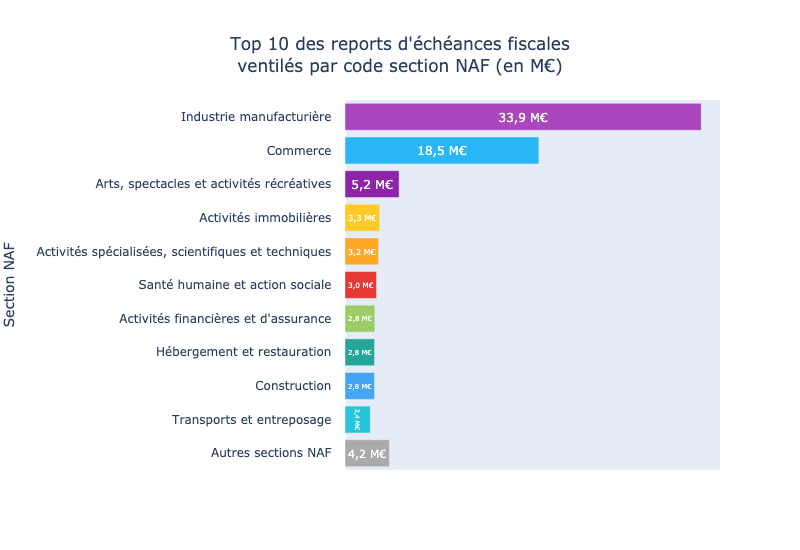 Top 10 des reports d'échéances fiscales
ventilés par code section NAF (en M€)
Section NAF
Industrie manufacturière 33,9 M€
Commerce 18,5 M€
Arts, spectacles et activités récréatives 5,2 M€
Activités immobilières 3,3 M€
Activités spécialisées, scientifiques et techniques 3,2 M€
Santé humaine et action sociale 3,0 M€
Activités financières et d'assurance 2,8 M€
Hébergement et restauration 2,8 M€
Construction 2,8 M€
Transports et entreposage 2,4 M€
Autres sections NAF 4,2 M€